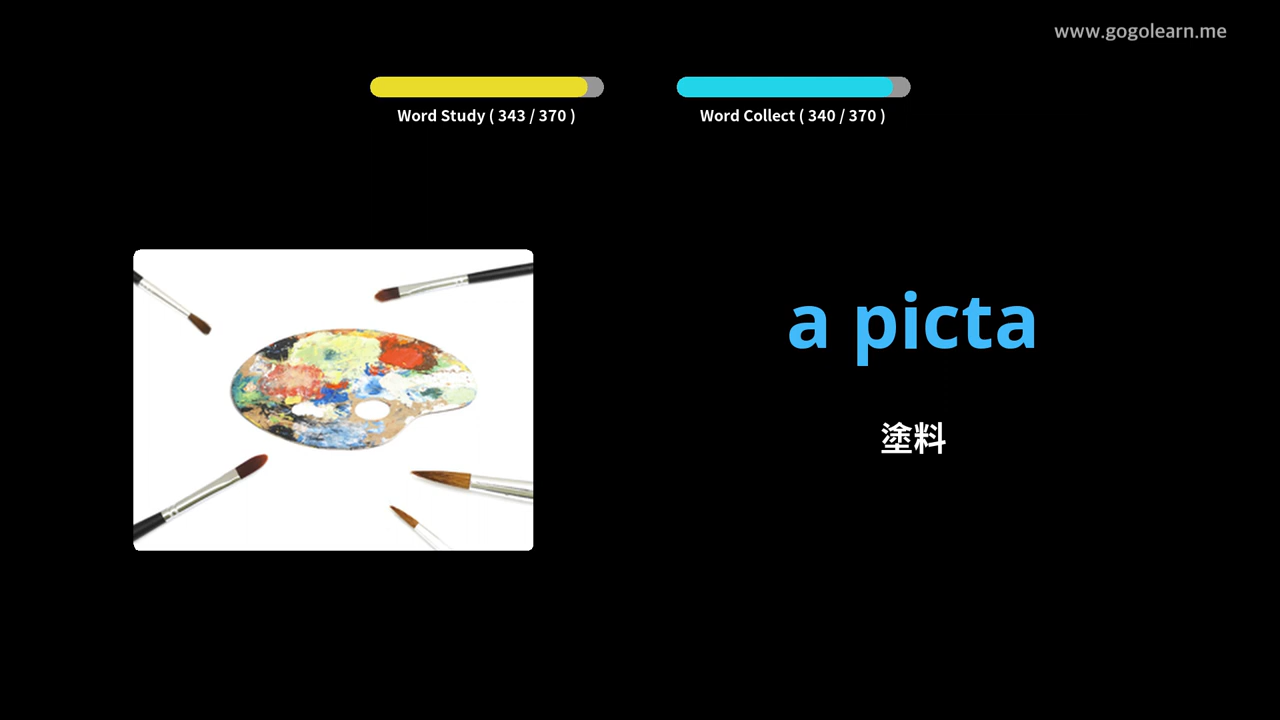 www.gogolearn.me
Word Study ( 343 / 370 )
Word Collect ( 340 / 370 )
a picta
塗料